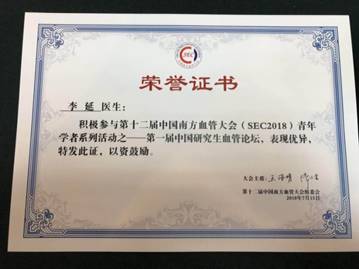 SEC
荣誉证书
李延 医生：
积极参与第十二届中国南方血管大会（SEC2018）青年
学者系列活动之——第一届中国研究生血管论坛，表现优异，
特发此证，以资鼓励。
大会主席：
第十二届中国南方血管大会组委会
2018年7月15日